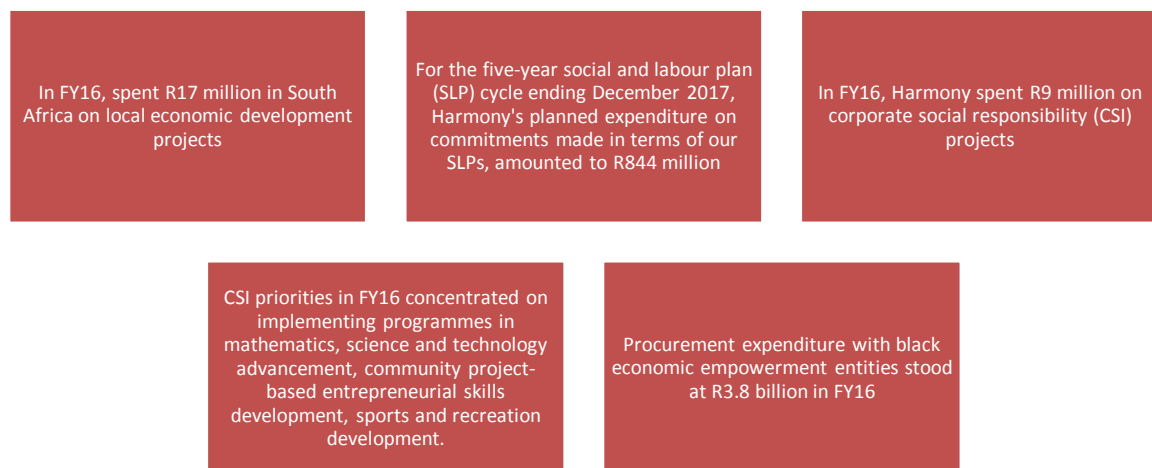 In FY16, spent R17 million in South
Africa on local economic development
projects
For the five-year social and labour plan
(SLP) cycle ending December 2017,
Harmony's planned expenditure on
commitments made in terms of our
SLPs, amounted to R844 million
In FY16, Harmony spent R9 million on
corporate social responsibility (CSI)
projects
CSI priorities in FY16 concentrated on
implementing programmes in
mathematics, science and technology
advancement, community project-
based entrepreneurial skills
development, sports and recreation
development.
Procurement expenditure with black
economic empowerment entities stood
at R3.8 billion in FY16